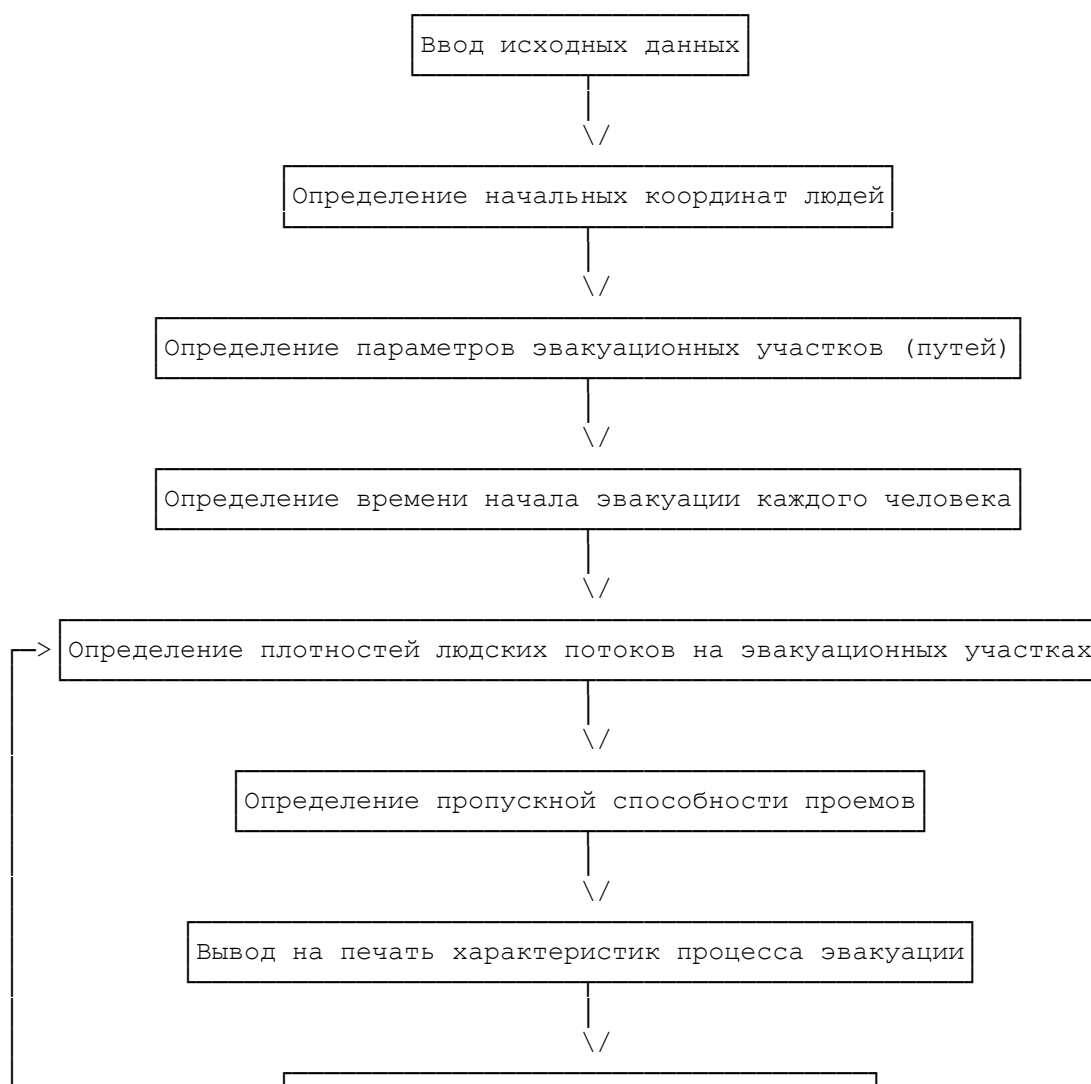 Ввод исходных данных
Определение начальных координат людей
Определение параметров эвакуационных участков (путей)
Определение времени начала эвакуации каждого человека
Определение плотностей людских потоков на эвакуационных участках
Определение пропускной способности проемов
Вывод на печать характеристик процесса эвакуации